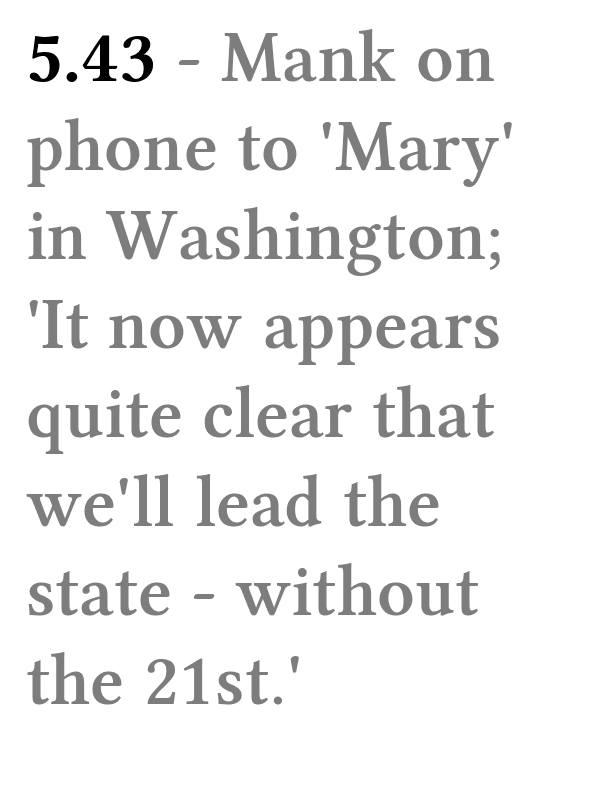 5.43 - Mank on
phone to 'Mary'
in Washington;
'It now appears
quite clear that
we'll lead the
state - without
the 21st.'